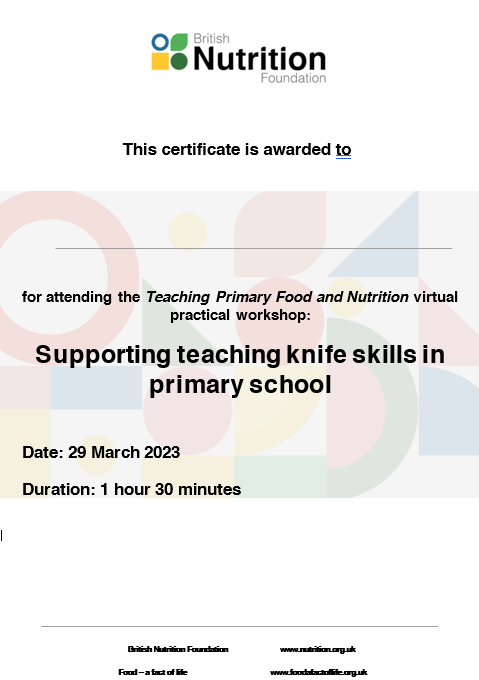 British
Nutrition
Foundation
This certificate is awarded to
for attending the Teaching Primary Food and Nutrition virtual
practical workshop:
Supporting teaching knife skills in
primary school
Date: 29 March 2023
Duration: 1 hour 30 minutes
British Nutrition Foundation www.nutrition.org.uk
Food – a fact of life www.foodafactoflife.org.uk